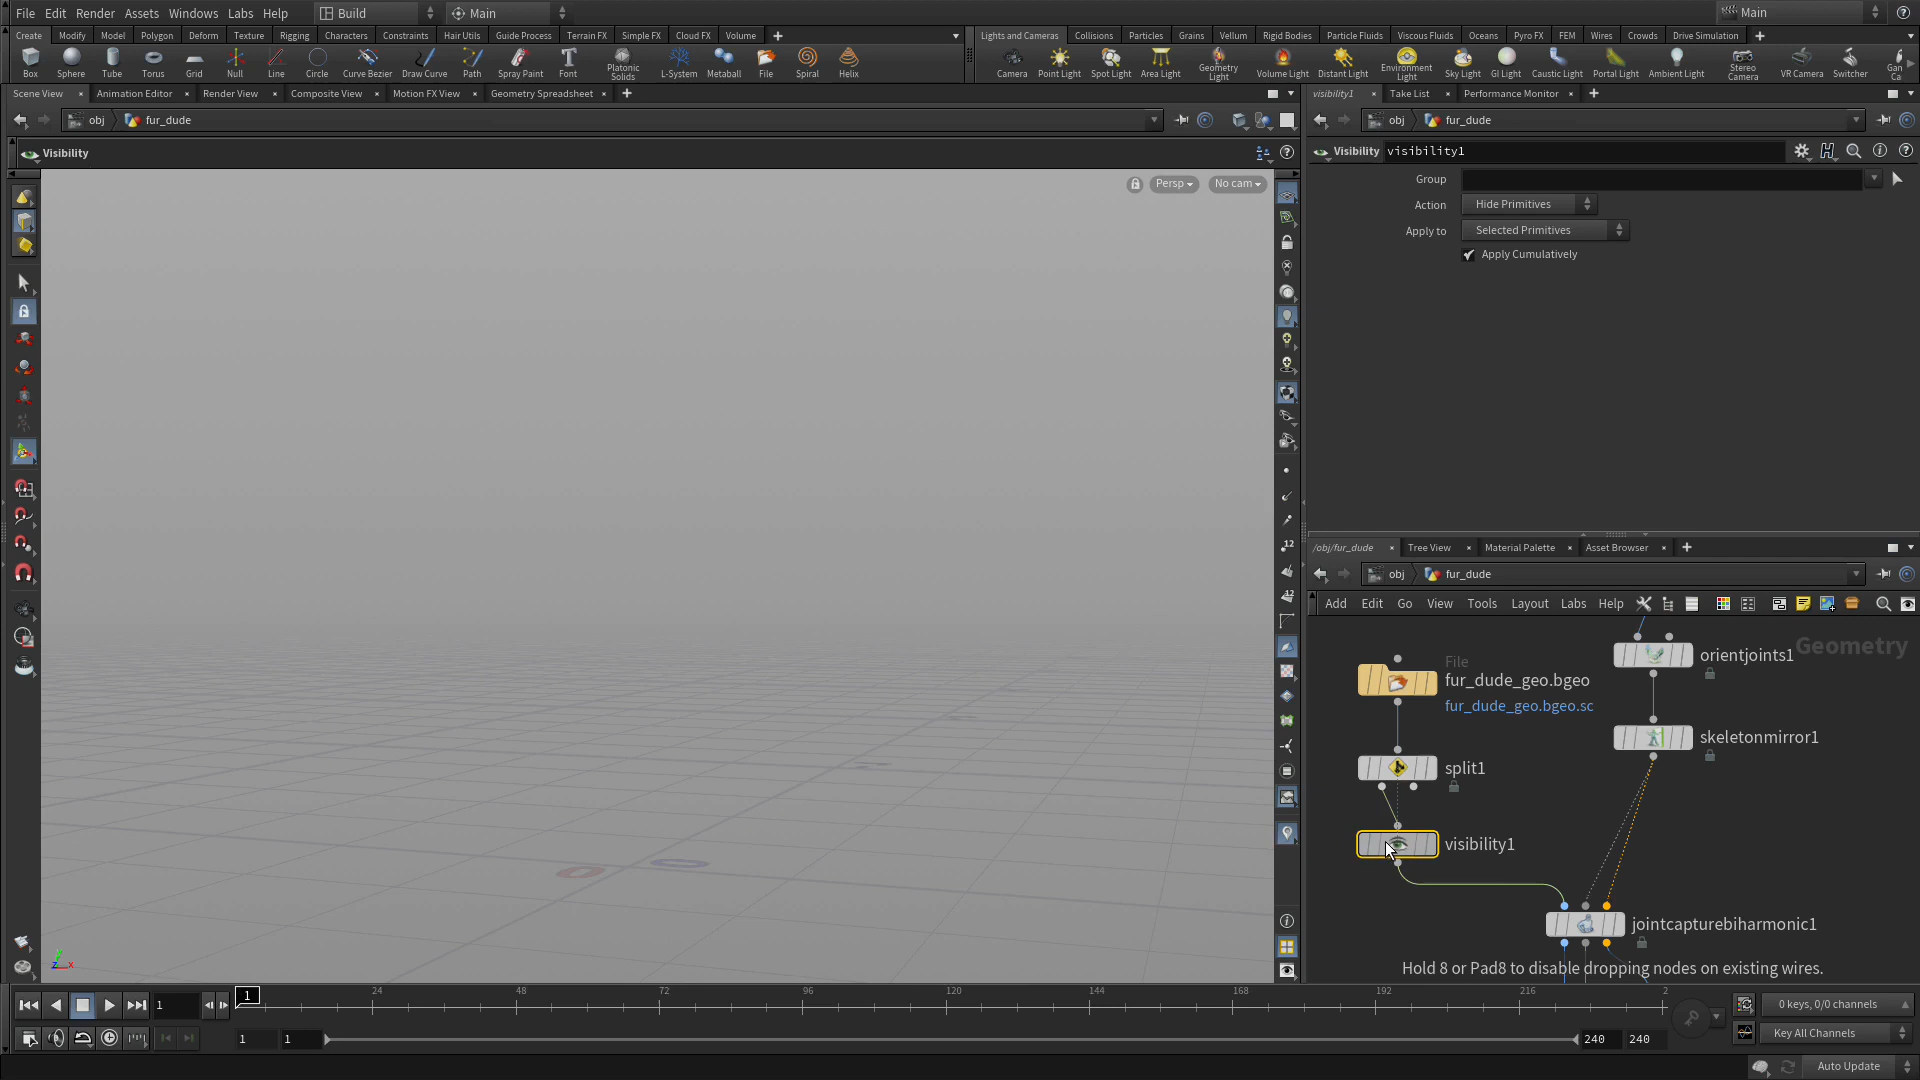 File Edit Render Assets Windows Labs Help Build Main Main
Create Modify Model Polygon Deform Texture Rigging Characters Constraints Hair Utils Guide Process Terrain FX Simple FX Cloud FX Volume
Lights and Cameras Collisions Particles Grains Vellum Rigid Bodies Particle Fluids Viscous Fluids Oceans Pyro FX FEM Wires Crowds Drive Simulation
Box Sphere Tube Torus Grid Null Line Circle Curve Bezier Draw Curve Path Spray Paint Font Platonic Solids L-System Metaball File Spiral Helix
Camera Point Light Spot Light Area Light Geometry Light Volume Light Distant Light Environment Light Sky Light GI Light Caustic Light Portal Light Ambient Light Stereo Camera VR Camera Switcher Gan Ca
Scene View Animation Editor Render View Composite View Motion FX View Geometry Spreadsheet
visibility1 Take List Performance Monitor
obj fur_dude
obj fur_dude
Visibility
Visibility visibility1
Persp No cam
Group
Action Hide Primitives
Apply to Selected Primitives
Apply Cumulatively
/obj/fur_dude Tree View Material Palette Asset Browser
obj fur_dude
Add Edit Go View Tools Layout Labs Help
Geometry
orientjoints1
File
fur_dude_geo.bgeo
fur_dude_geo.bgeo.sc
skeletonmirror1
split1
visibility1
jointcapturebiharmonic1
Hold 8 or Pad8 to disable dropping nodes on existing wires.
12
12
z x y
1 1 24 48 72 96 120 144 168 192 216 2
0 keys, 0/0 channels
1 1 240 240 Key All Channels
Auto Update